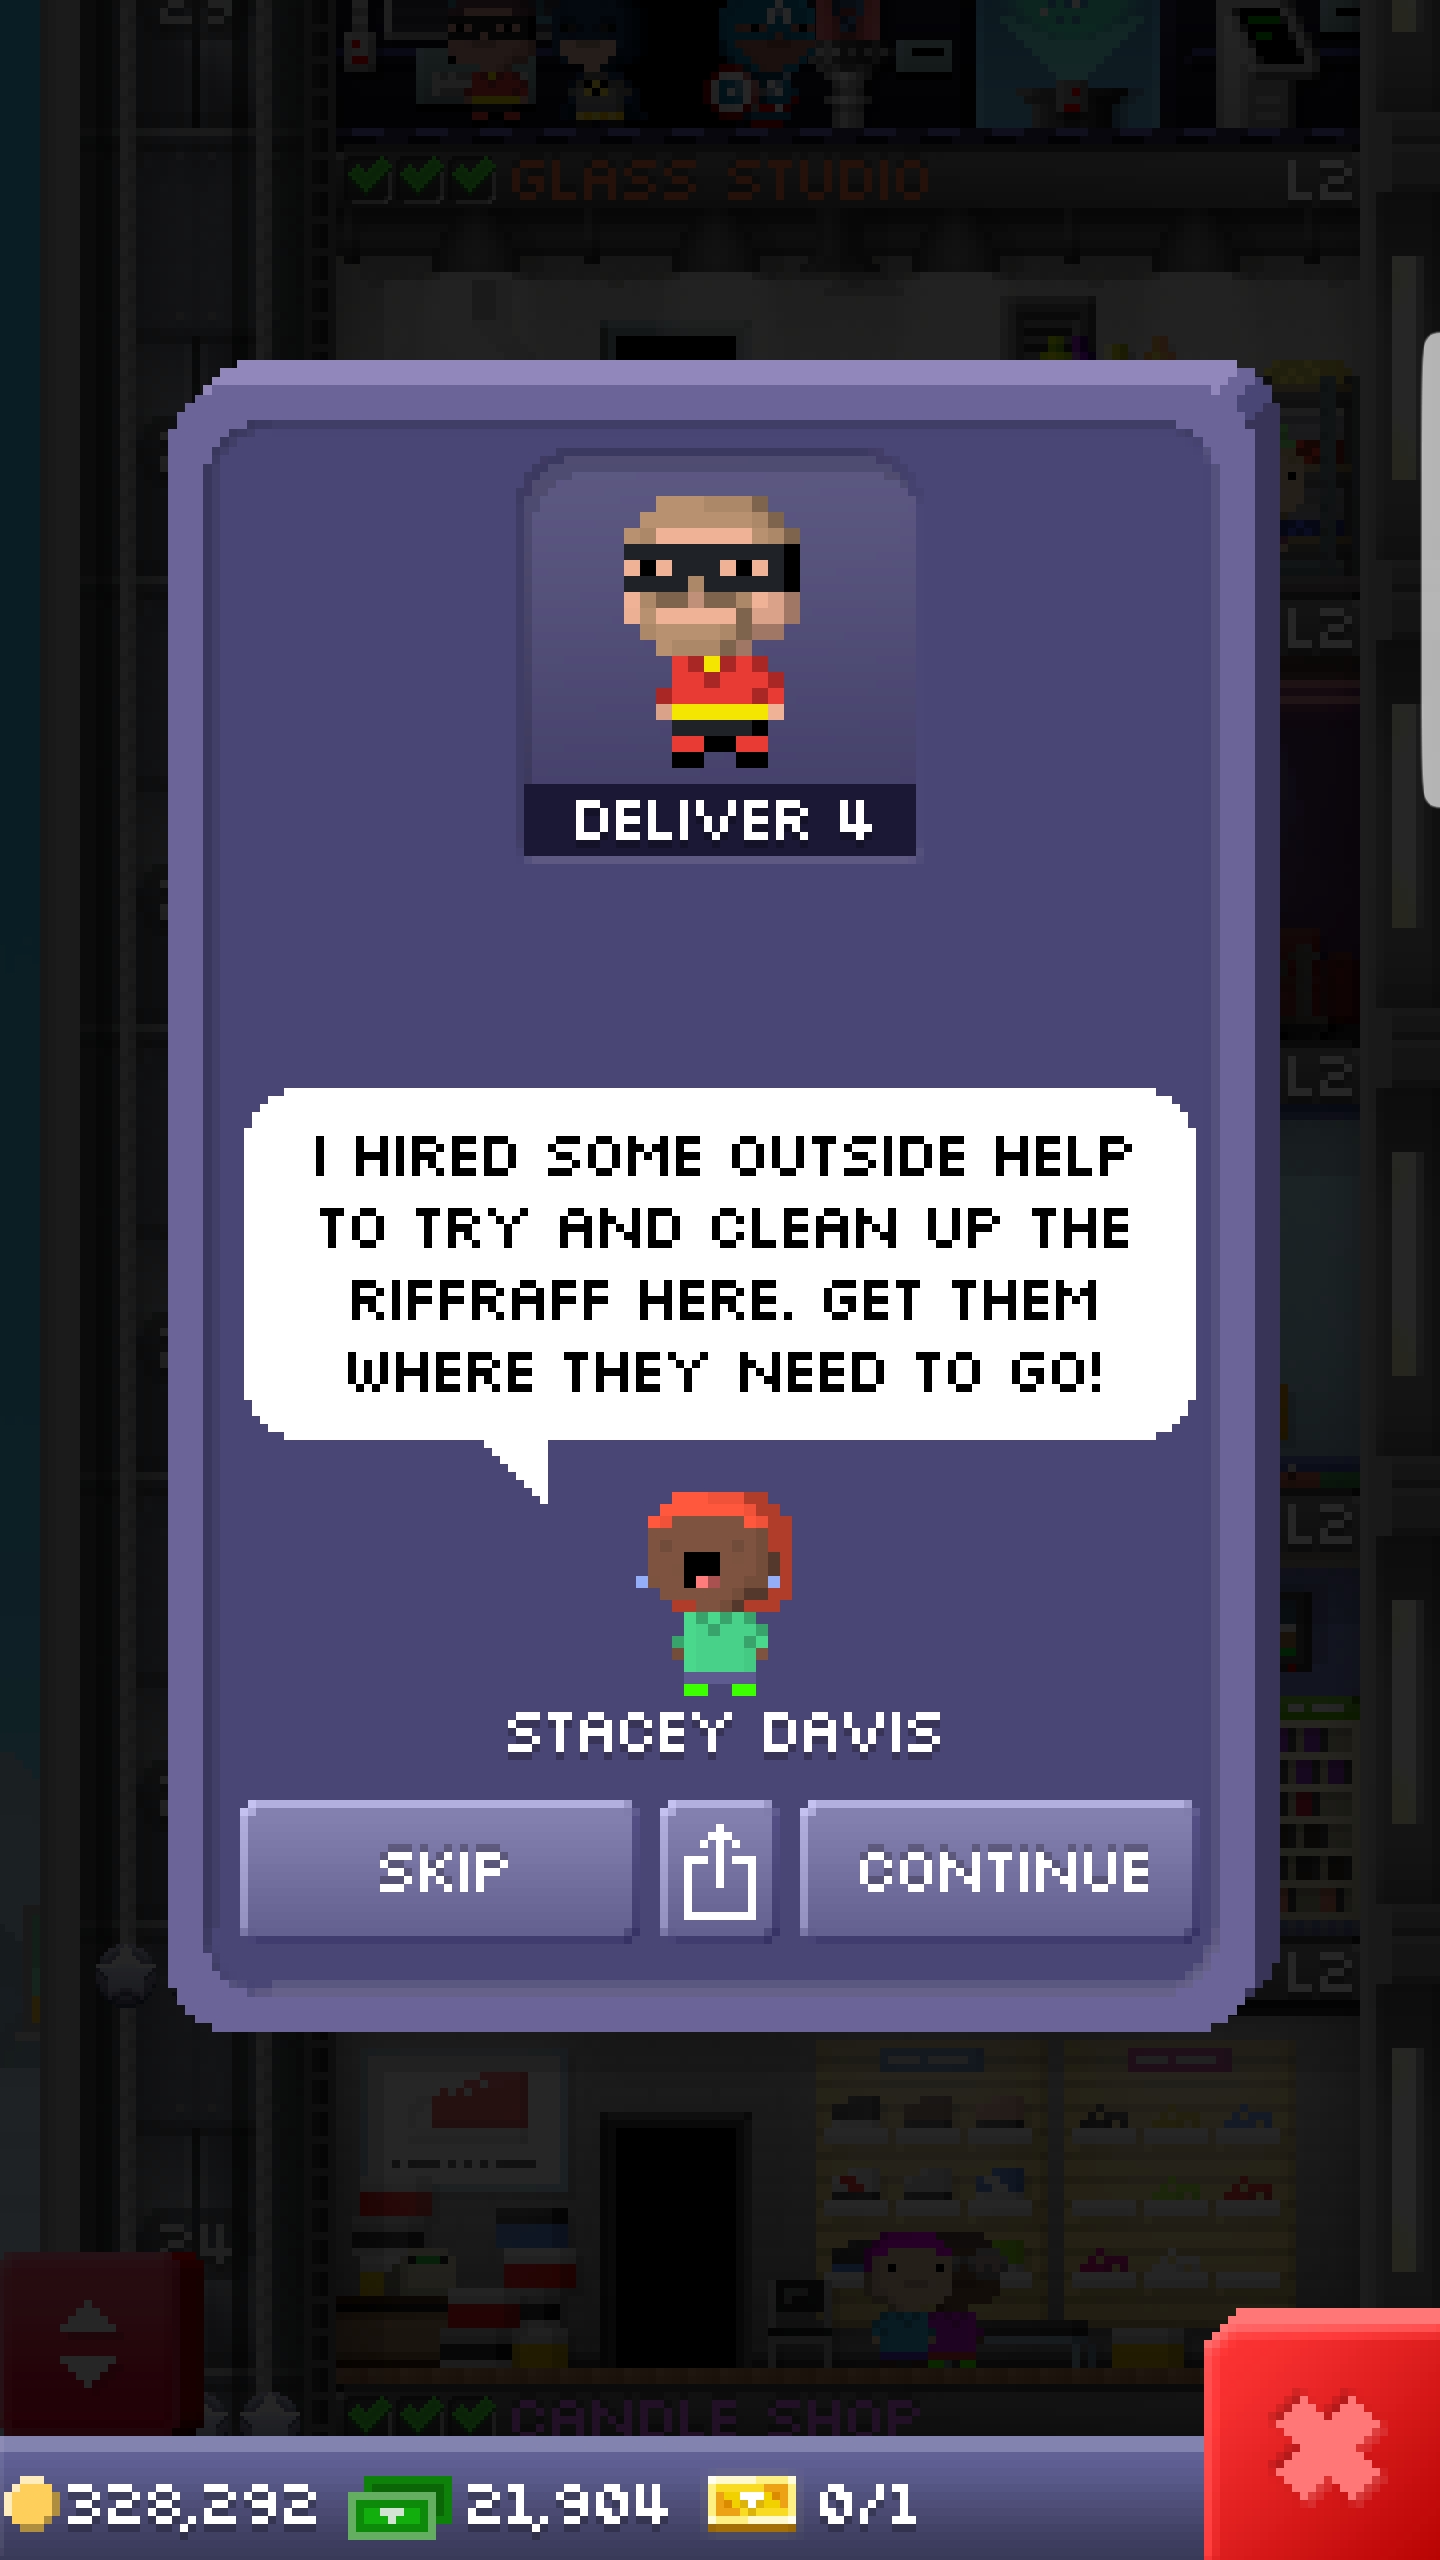 GLASS STUDIO L2
L2
DELIVER 4
L2
I HIRED SOME OUTSIDE HELP
TO TRY AND CLEAN UP THE
RIFFRAFF HERE. GET THEM
WHERE THEY NEED TO GO!
L2
STACEY DAVIS
SKIP
CONTINUE
L2
24
CANDLE SHOP
328,292
21,904
0/1